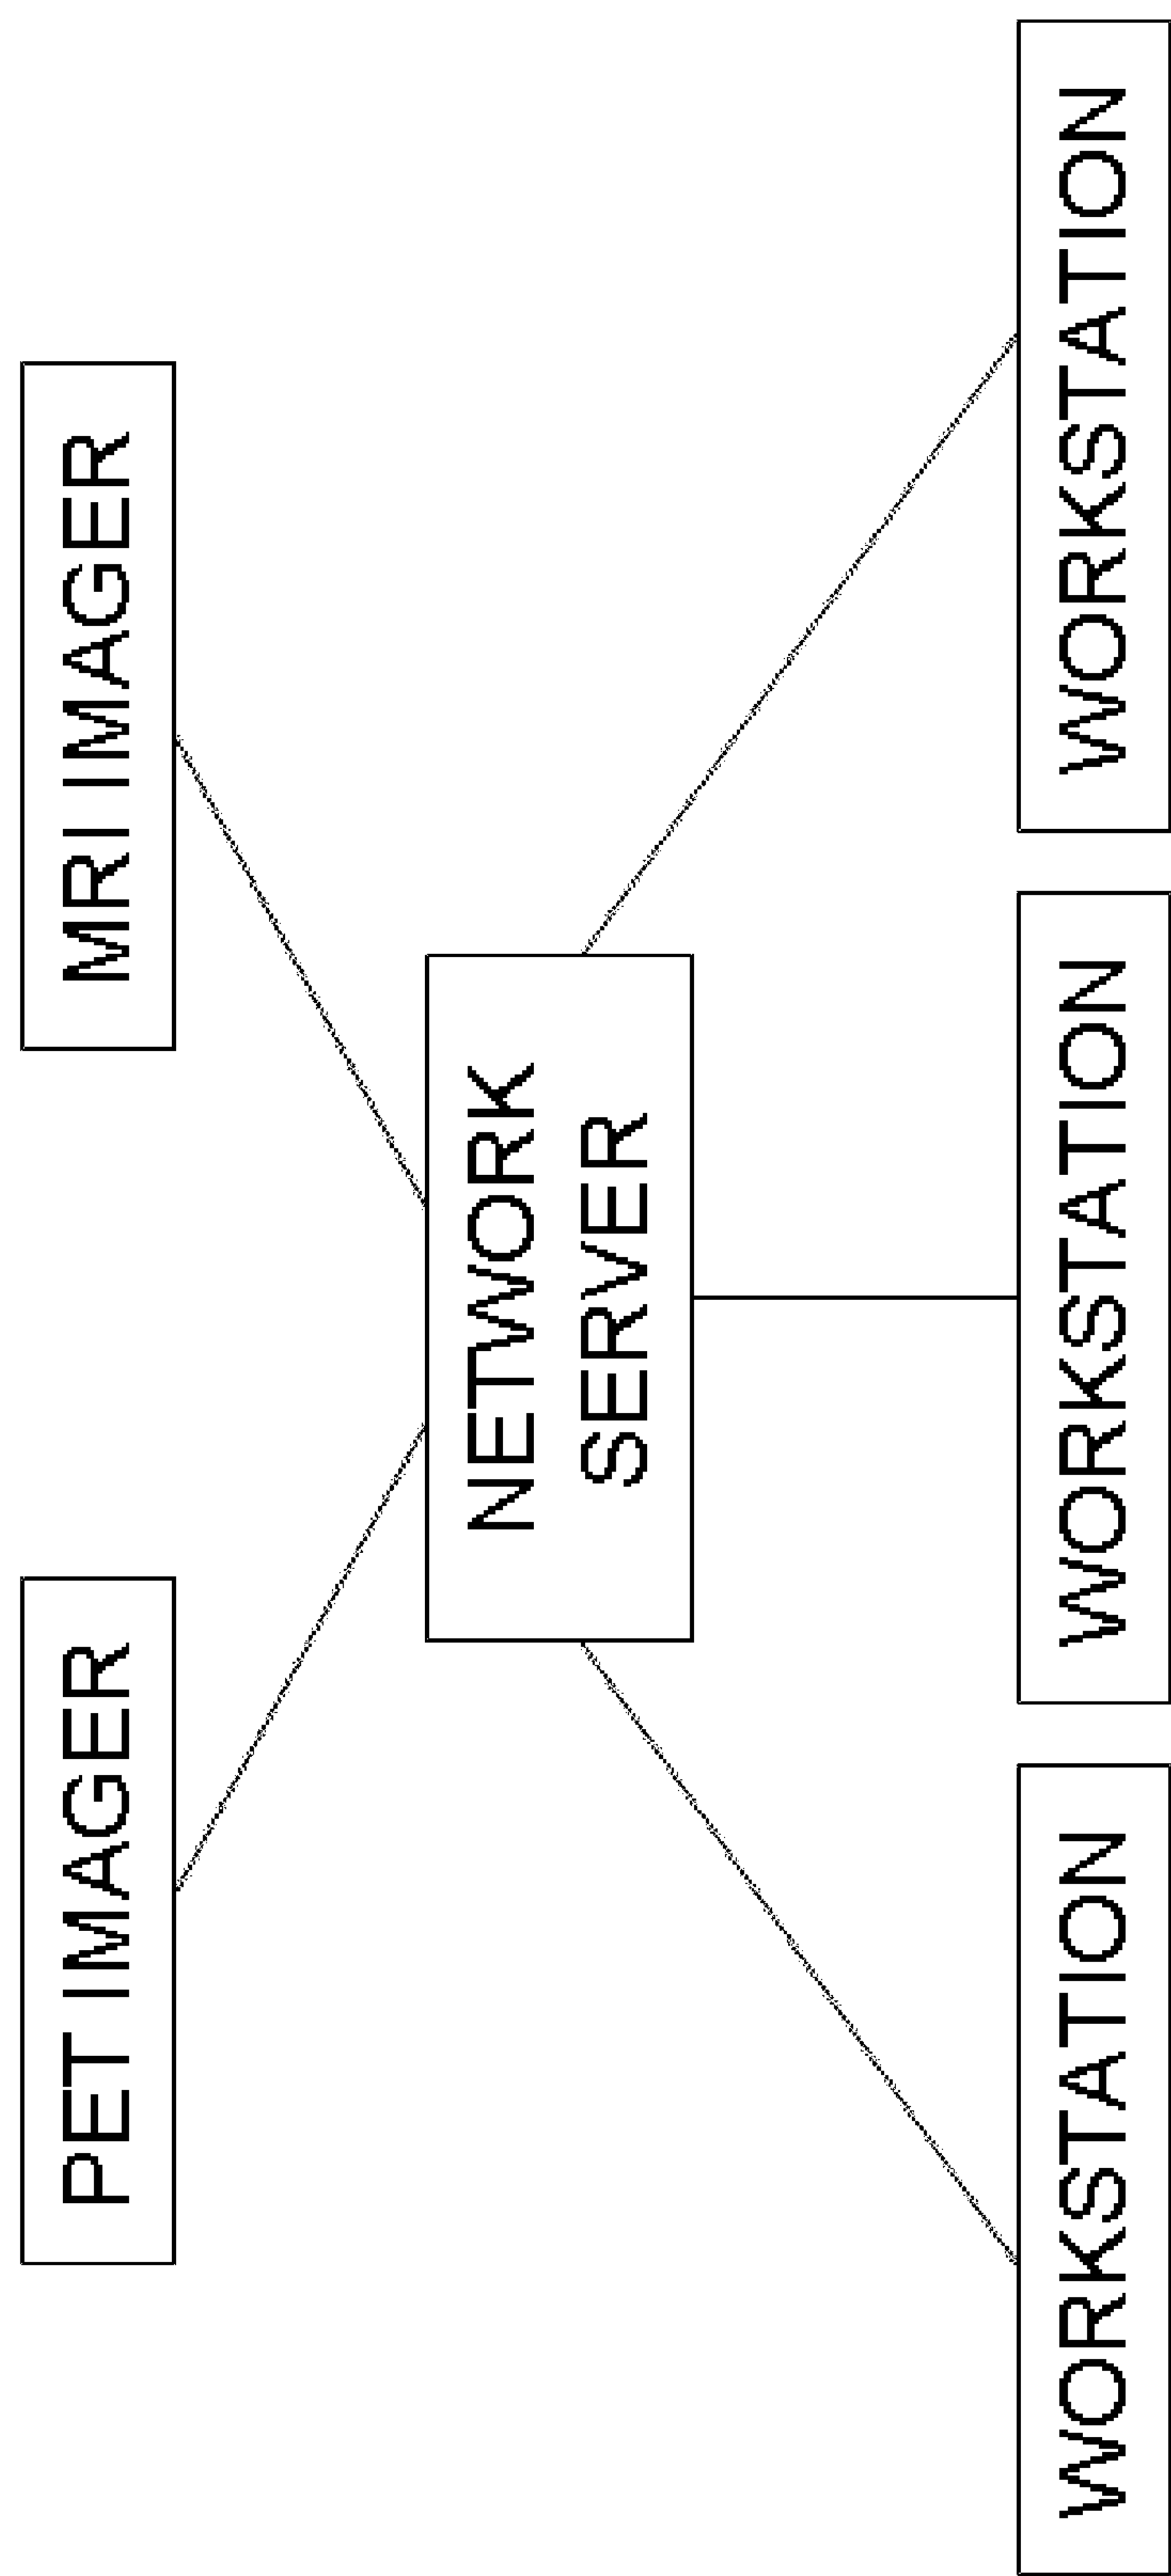 PET IMAGER
MRI IMAGER
NETWORK
SERVER
WORKSTATION
WORKSTATION
WORKSTATION